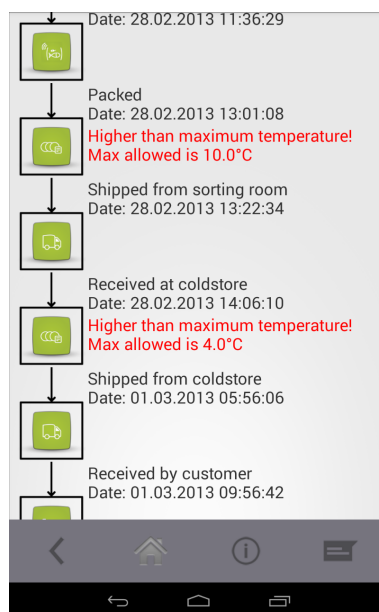 Date: 28.02.2013 11:36:29
Packed
Date: 28.02.2013 13:01:08
Higher than maximum temperature!
Max allowed is 10.0°C
Shipped from sorting room
Date: 28.02.2013 13:22:34
Received at coldstore
Date: 28.02.2013 14:06:10
Higher than maximum temperature!
Max allowed is 4.0°C
Shipped from coldstore
Date: 01.03.2013 05:56:06
Received by customer
Date: 01.03.2013 09:56:42